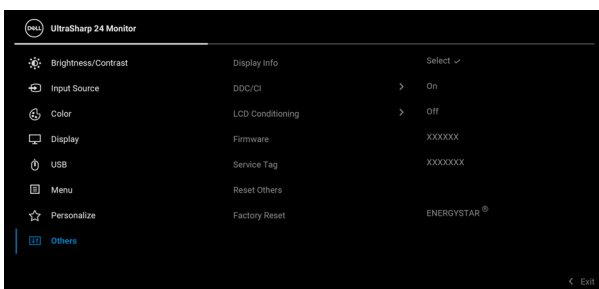 DELL UltraSharp 24 Monitor
Brightness/Contrast Display Info Select ✓
Input Source DDC/CI > On
Color LCD Conditioning > Off
Display Firmware XXXXXX
USB Service Tag XXXXXXX
Menu Reset Others
Personalize Factory Reset ENERGYSTAR ®
Others
< Exit